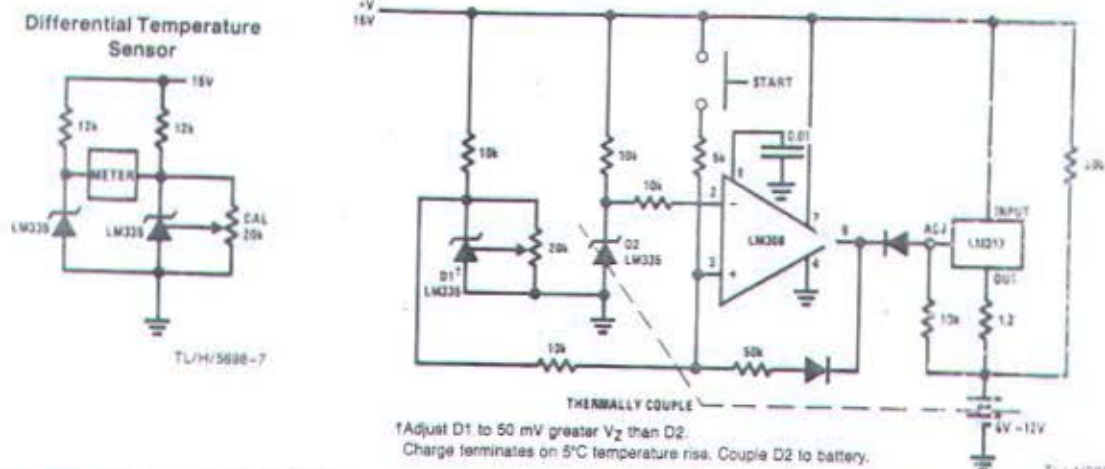 Differential Temperature
Sensor
15V
12k
12k
METER
LM335
LM335
CAL
20k
TL/H/5698-7
+V
15V
START
10k
10k
5k
0.01
10k
2
3
8
7
4
6
LM308
D1†
LM335
20k
D2
LM335
ADJ
INPUT
LM317
OUT
10k
50k
10k
1.2
THERMALLY COUPLE
6V -12V
†Adjust D1 to 50 mV greater VZ than D2.
Charge terminates on 5°C temperature rise. Couple D2 to battery.